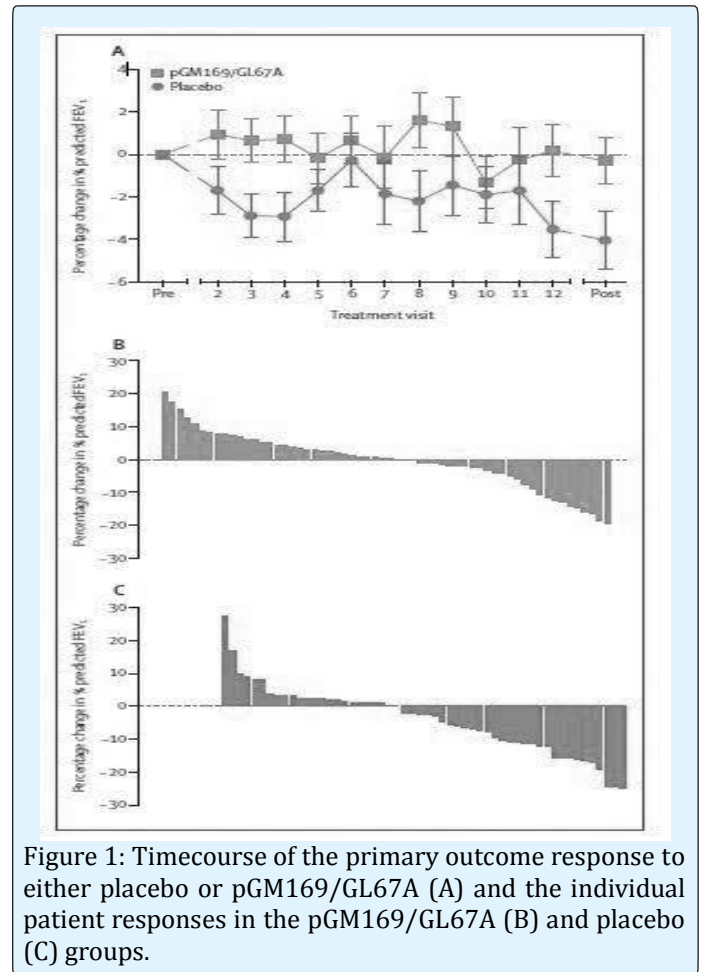 A
4
2
0
−2
−4
−6
Percentage change in % predicted FEV₁
pGM169/GL67A
Placebo
Pre 2 3 4 5 6 7 8 9 10 11 12 Post
Treatment visit
B
30
20
10
0
−10
−20
−30
Percentage change in % predicted FEV₁
C
30
20
10
0
−10
−20
−30
Percentage change in % predicted FEV₁
Figure 1: Timecourse of the primary outcome response to
either placebo or pGM169/GL67A (A) and the individual
patient responses in the pGM169/GL67A (B) and placebo
(C) groups.